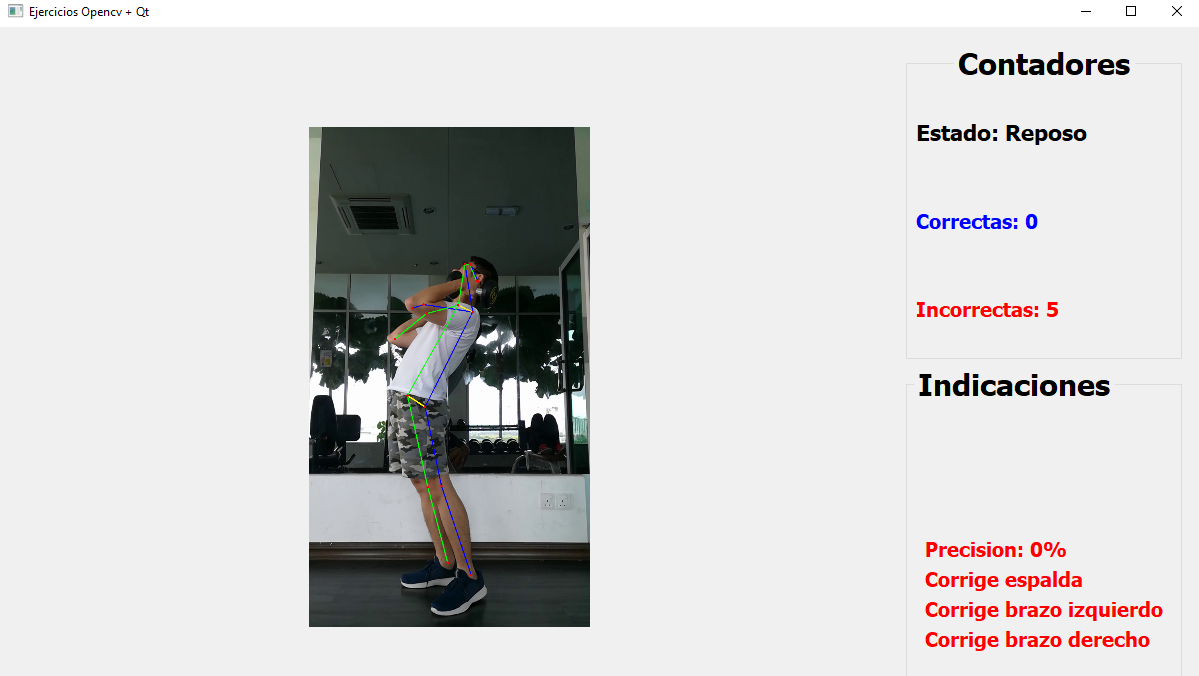 Ejercicios Opencv + Qt
Contadores
Estado: Reposo
Correctas: 0
Incorrectas: 5
Indicaciones
Precision: 0%
Corrige espalda
Corrige brazo izquierdo
Corrige brazo derecho